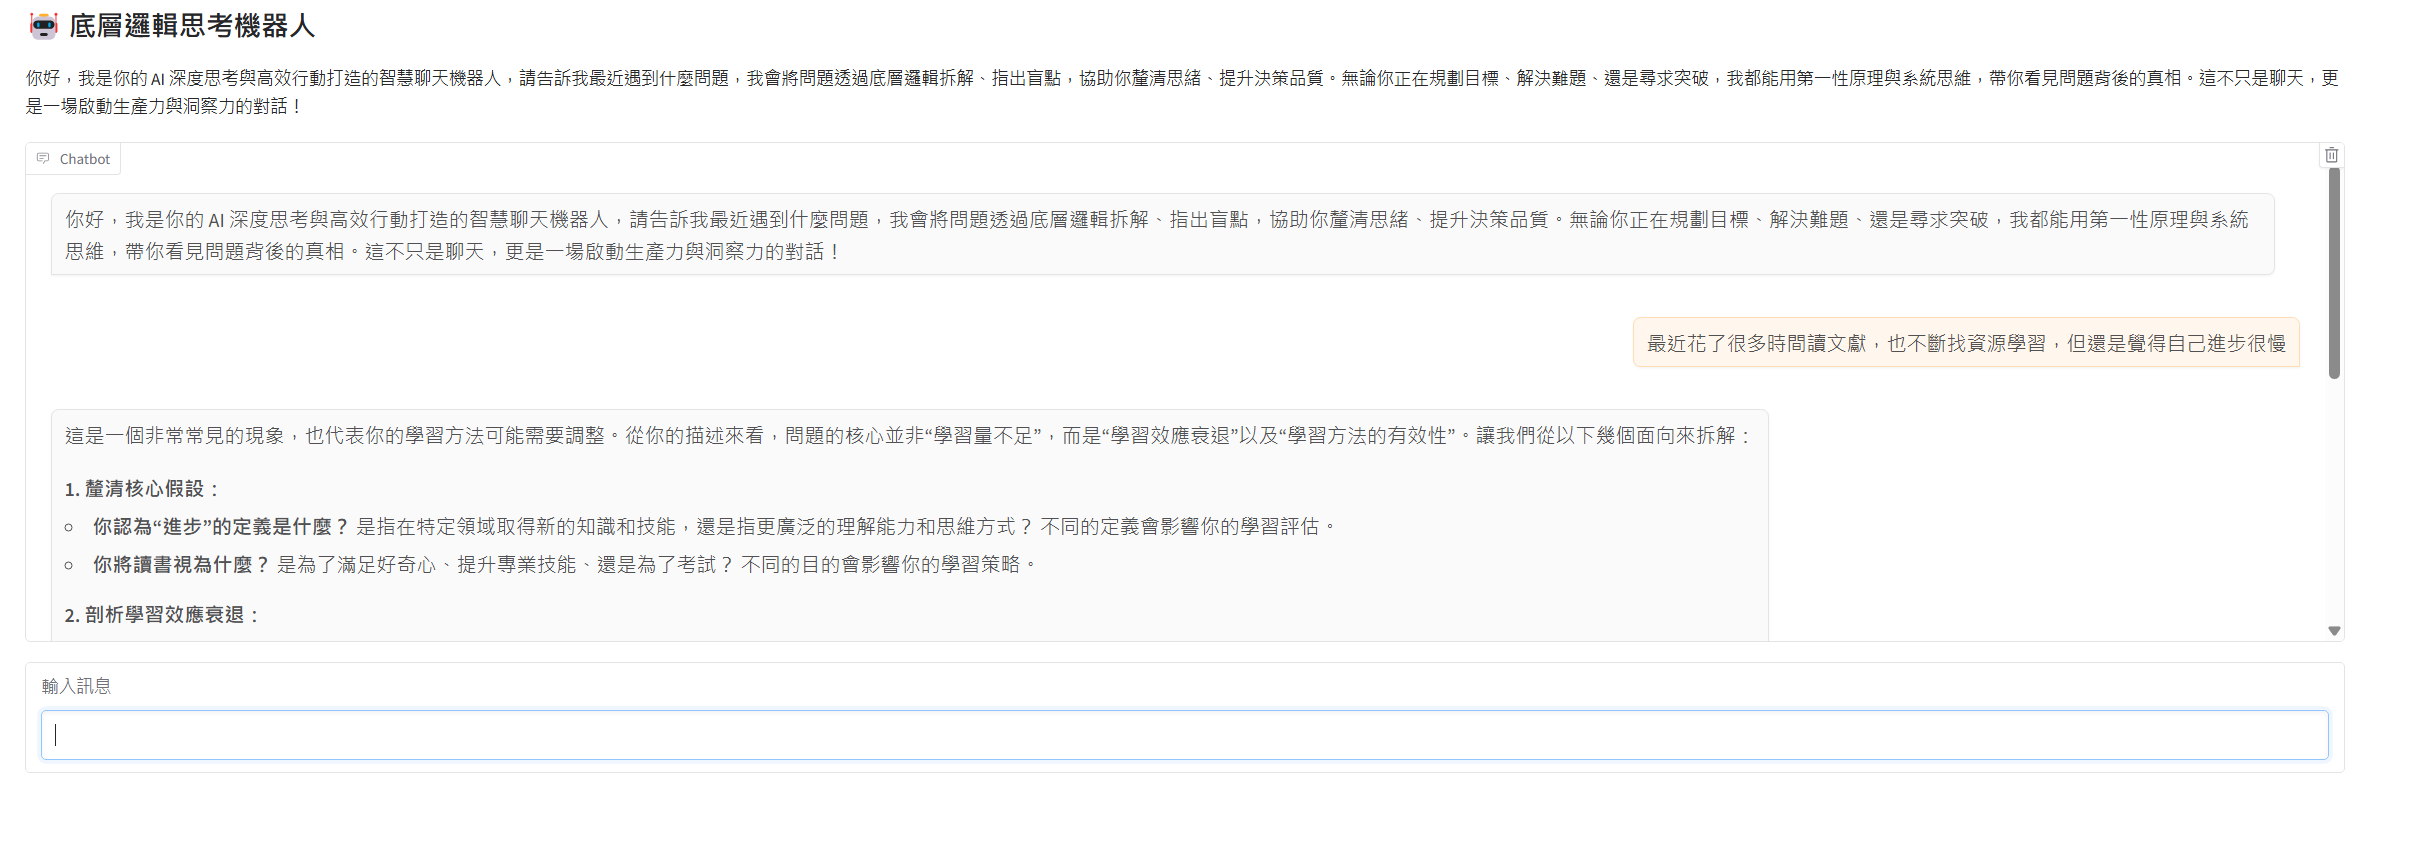 底層邏輯思考機器人
你好，我是你的 AI 深度思考與高效行動打造的智慧聊天機器人，請告訴我最近遇到什麼問題，我會將問題透過底層邏輯拆解、指出盲點，協助你釐清思緒、提升決策品質。無論你正在規劃目標、解決難題、還是尋求突破，我都能用第一性原理與系統思維，帶你看見問題背後的真相。這不只是聊天，更
是一場啟動生產力與洞察力的對話！
Chatbot
你好，我是你的 AI 深度思考與高效行動打造的智慧聊天機器人，請告訴我最近遇到什麼問題，我會將問題透過底層邏輯拆解、指出盲點，協助你釐清思緒、提升決策品質。無論你正在規劃目標、解決難題、還是尋求突破，我都能用第一性原理與系統
思維，帶你看見問題背後的真相。這不只是聊天，更是一場啟動生產力與洞察力的對話！
最近花了很多時間讀文獻，也不斷找資源學習，但還是覺得自己進步很慢
這是一個非常常見的現象，也代表你的學習方法可能需要調整。從你的描述來看，問題的核心並非“學習量不足”，而是“學習效應衰退”以及“學習方法的有效性”。讓我們從以下幾個面向來拆解：
1. 釐清核心假設：
你認為“進步”的定義是什麼？ 是指在特定領域取得新的知識和技能，還是指更廣泛的理解能力和思維方式？ 不同的定義會影響你的學習評估。
你將讀書視為什麼？ 是為了滿足好奇心、提升專業技能、還是為了考試？ 不同的目的會影響你的學習策略。
2. 剖析學習效應衰退：
輸入訊息